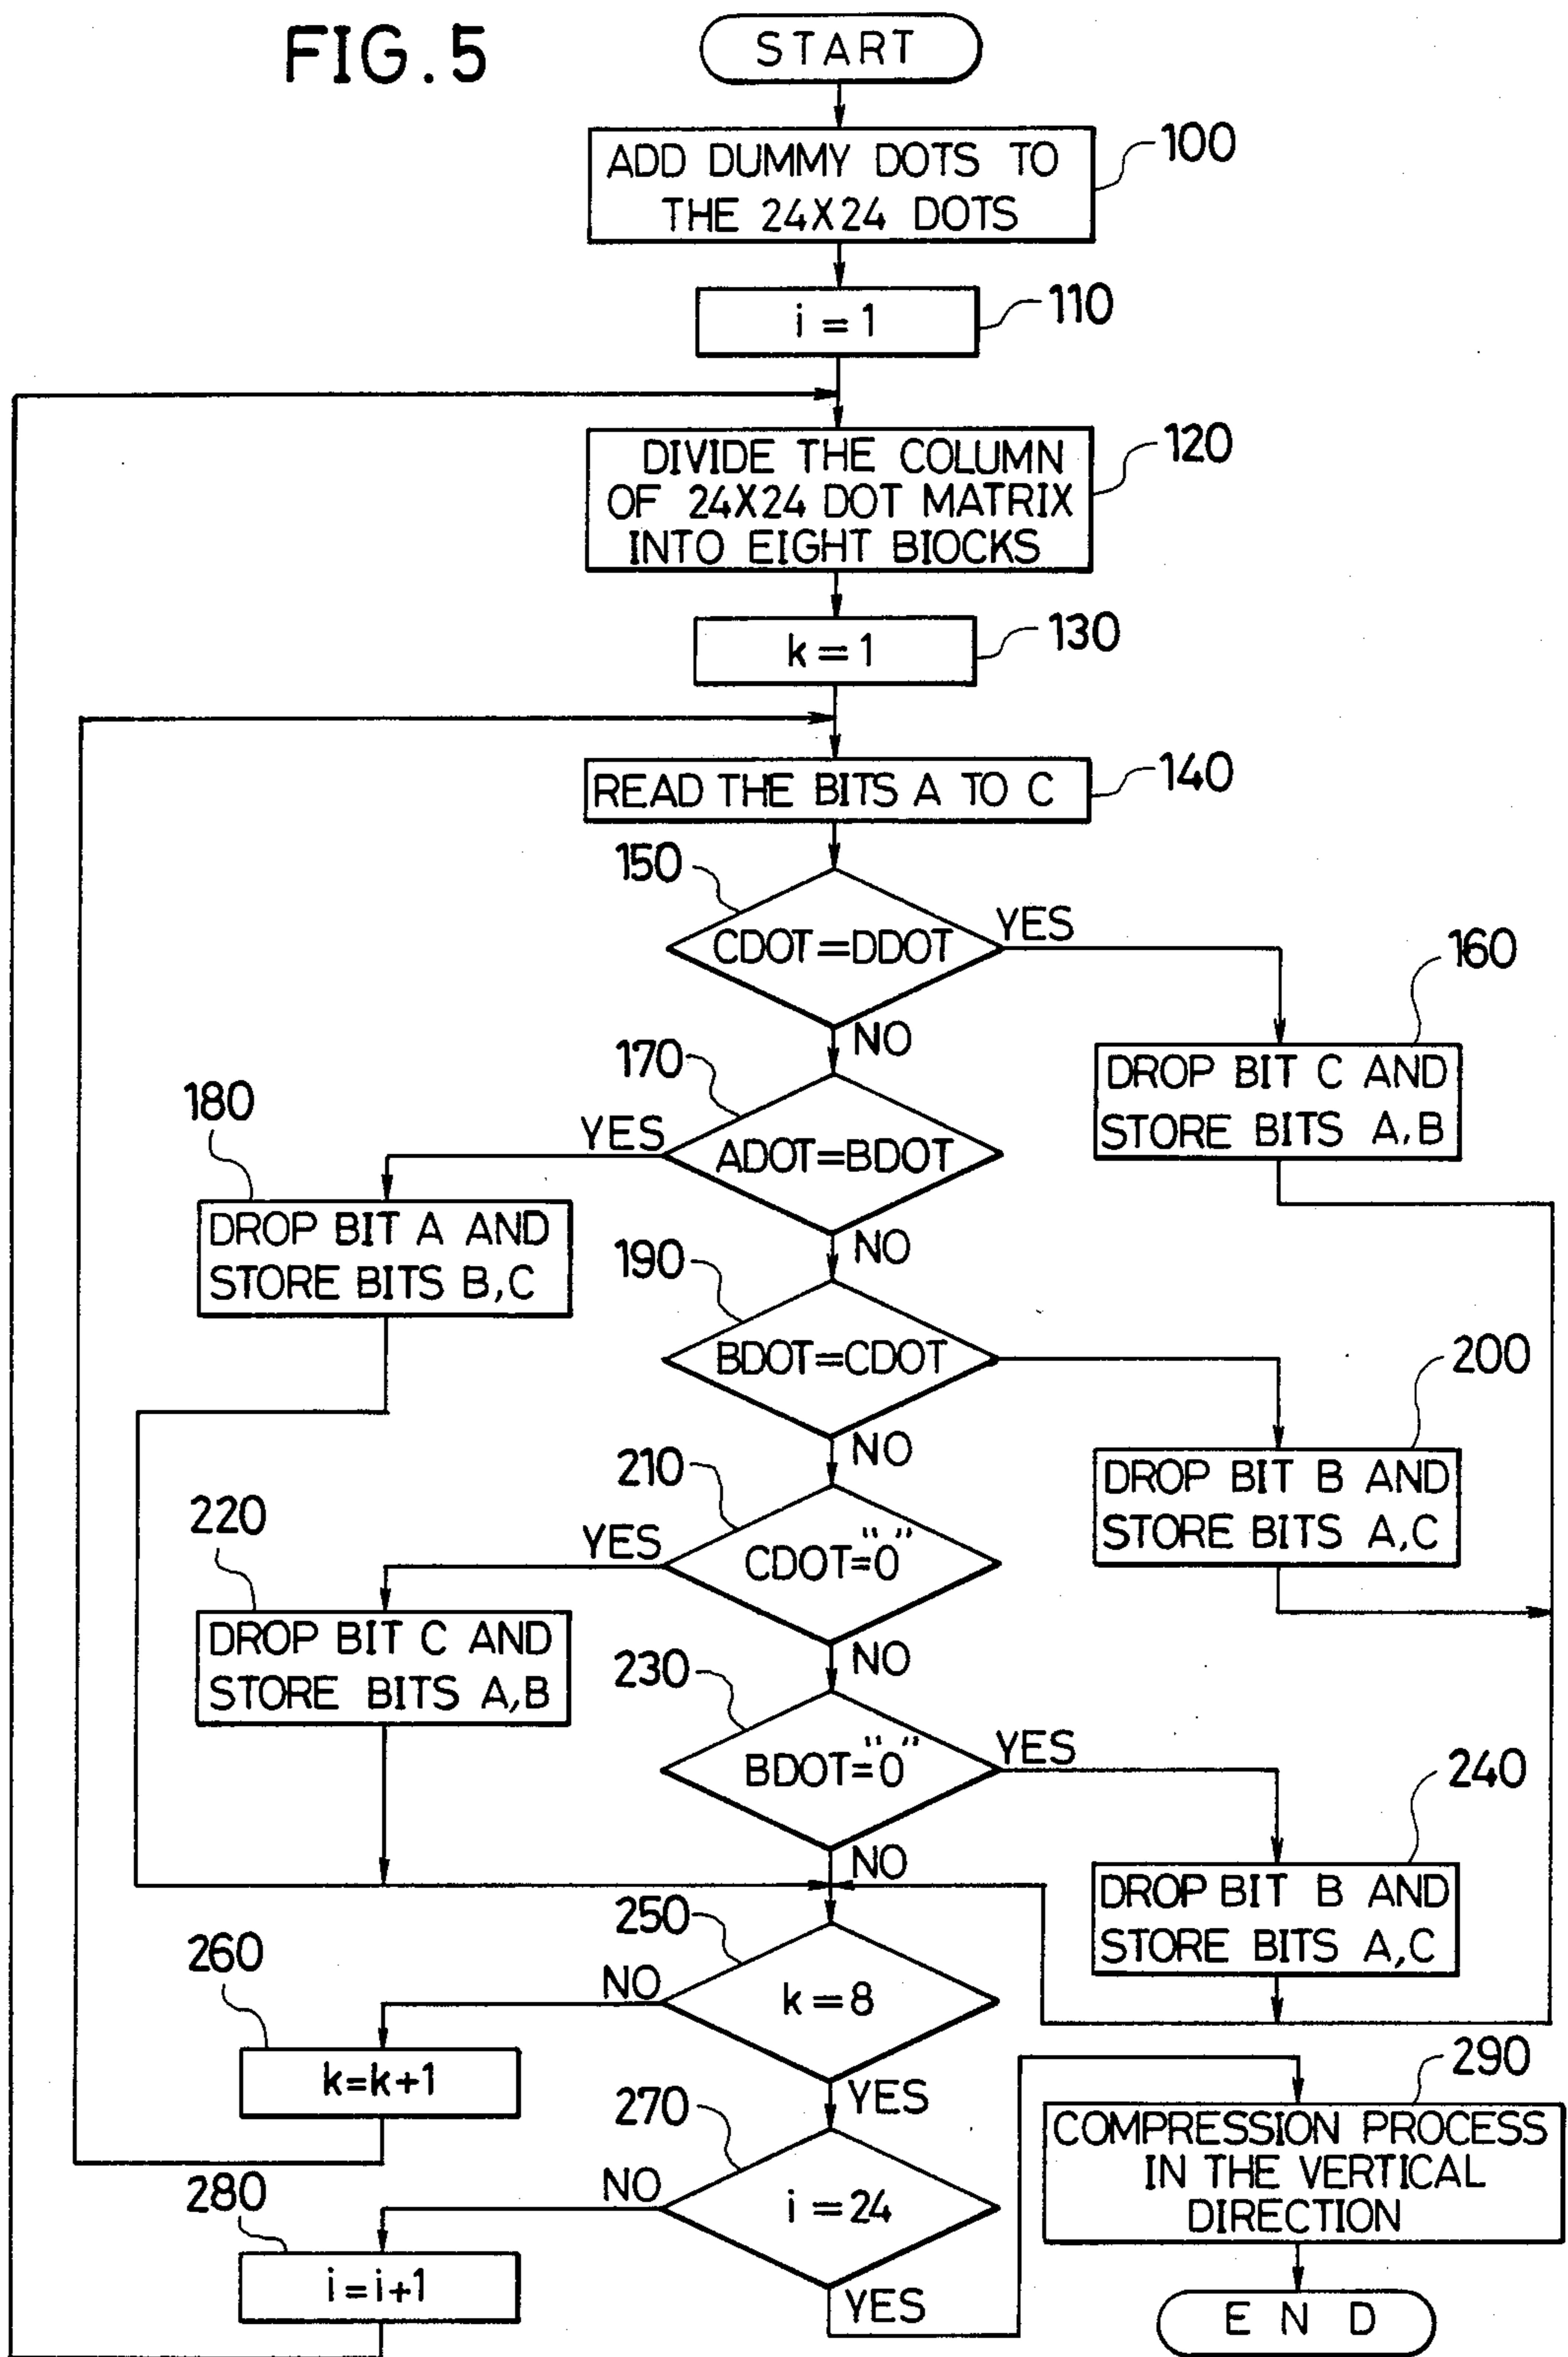 FIG.5
START
ADD DUMMY DOTS TO
THE 24X24 DOTS
100
i = 1
110
DIVIDE THE COLUMN
OF 24X24 DOT MATRIX
INTO EIGHT BIOCKS
120
k = 1
130
READ THE BITS A TO C
140
150
CDOT=DDOT
YES
NO
160
DROP BIT C AND
STORE BITS A,B
170
ADOT=BDOT
YES
NO
180
DROP BIT A AND
STORE BITS B,C
190
BDOT=CDOT
NO
200
DROP BIT B AND
STORE BITS A,C
210
CDOT="0"
YES
NO
220
DROP BIT C AND
STORE BITS A,B
230
BDOT="0"
YES
NO
240
DROP BIT B AND
STORE BITS A,C
250
k = 8
NO
YES
260
k=k+1
270
i = 24
NO
YES
280
i=i+1
290
COMPRESSION PROCESS
IN THE VERTICAL
DIRECTION
END